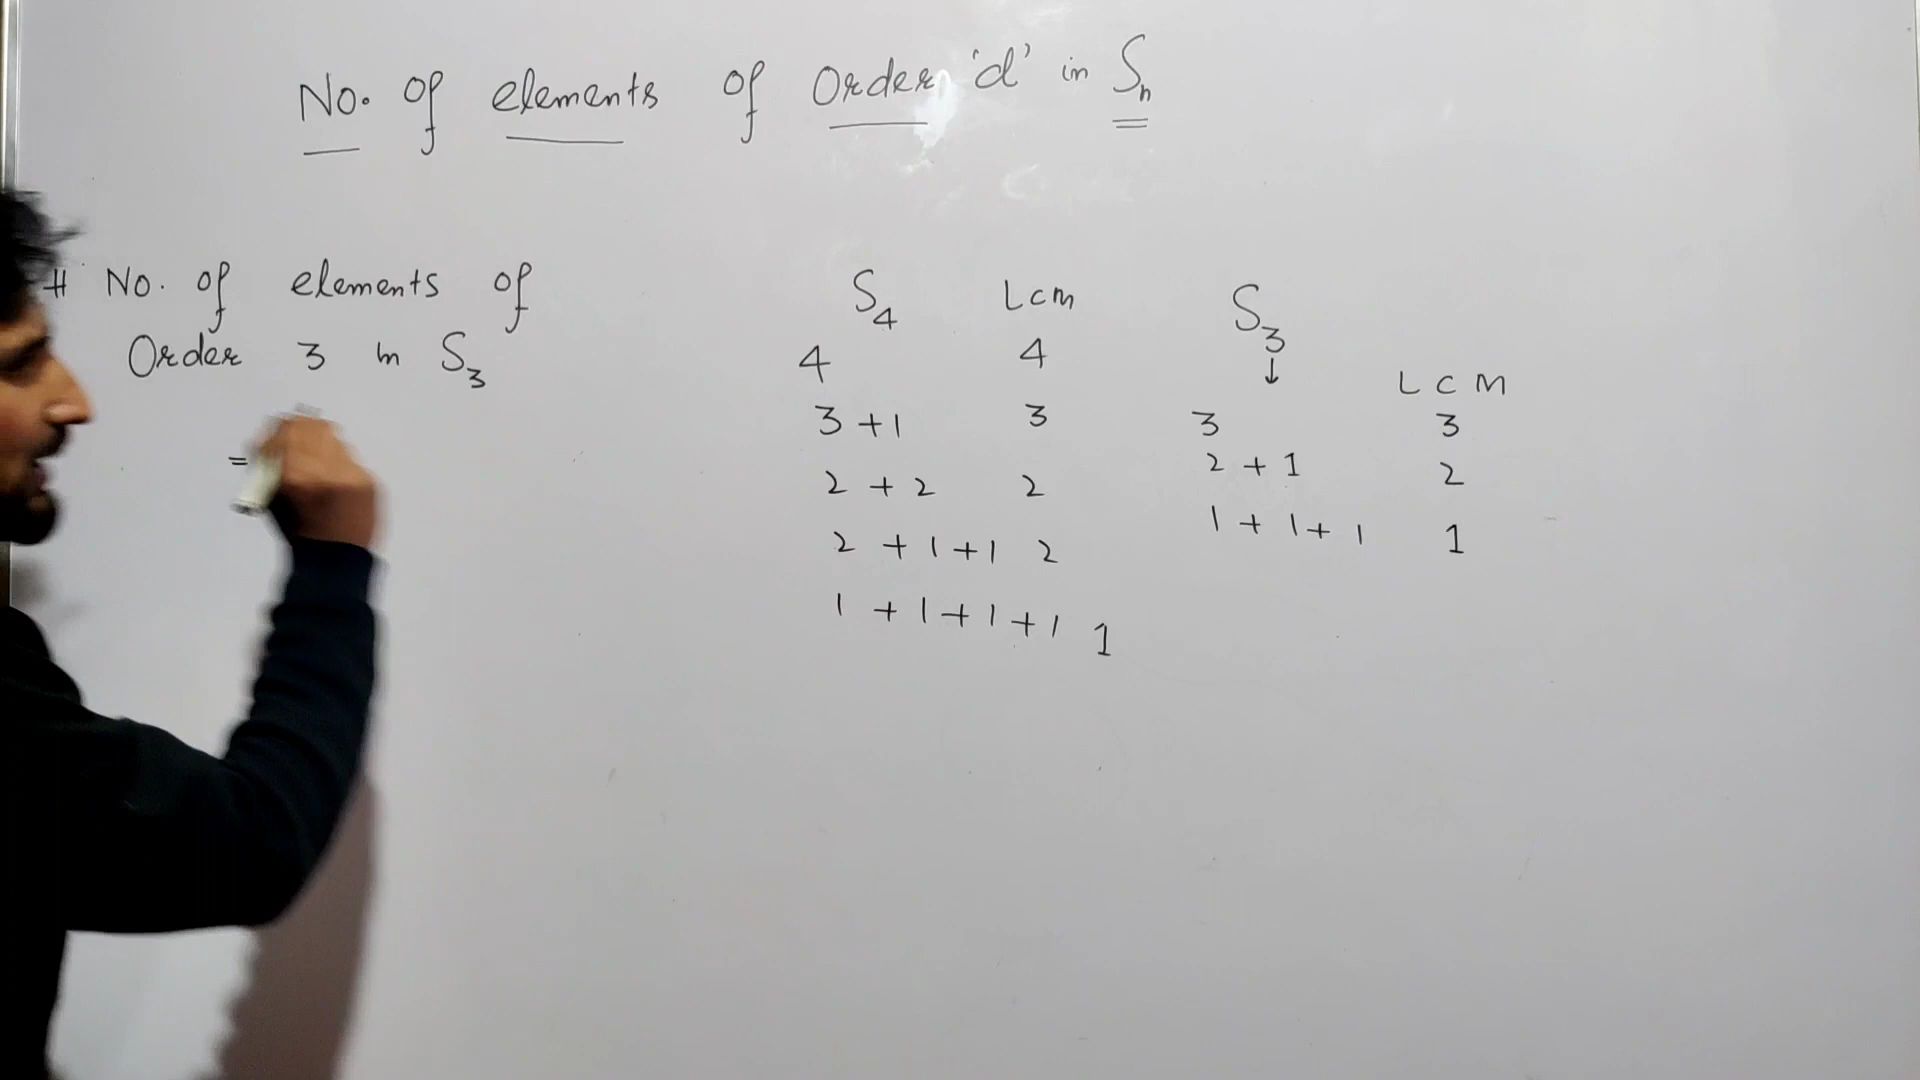 No. of elements of Order 'd' in Sn
# No. of elements of
Order 3 in S3
=
S4 Lcm
4 4
3 + 1 3
2 + 2 2
2 + 1 + 1 2
1 + 1 + 1 + 1 1
S3
↓
L C M
3 3
2 + 1 2
1 + 1 + 1 1